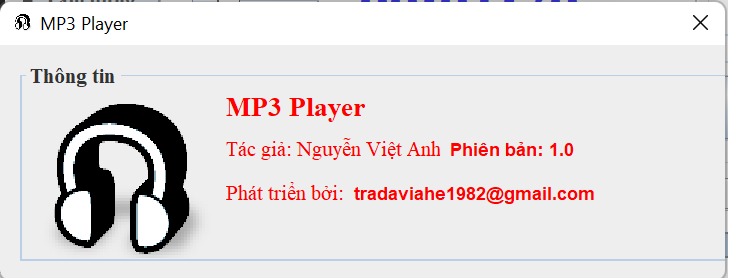 MP3 Player
Thông tin
MP3 Player
Tác giả: Nguyễn Việt Anh Phiên bản: 1.0
Phát triển bởi: tradaviahe1982@gmail.com